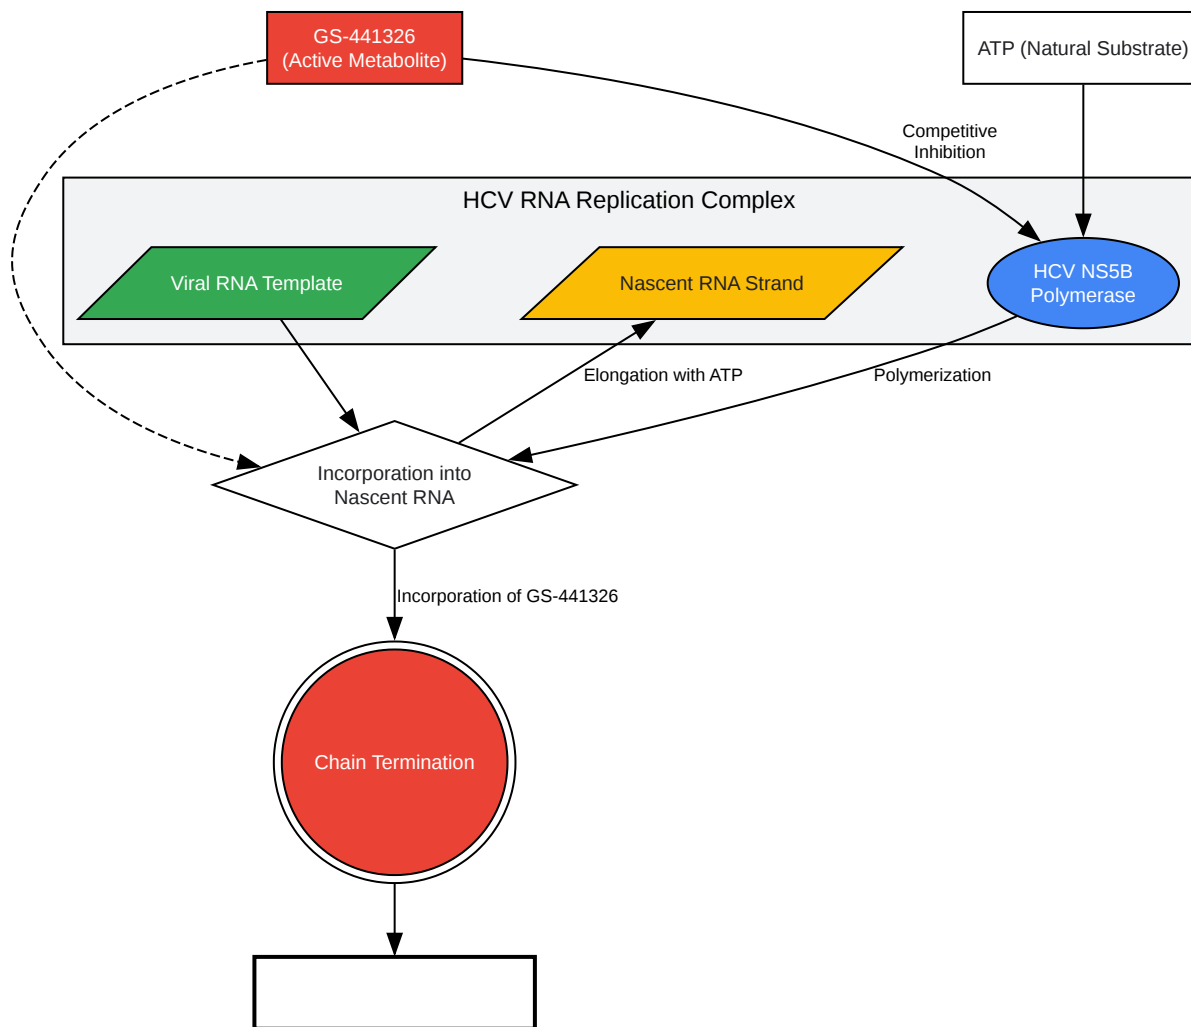 GS-441326
(Active Metabolite)
ATP (Natural Substrate)
Competitive
Inhibition
HCV RNA Replication Complex
Viral RNA Template
Nascent RNA Strand
HCV NS5B
Polymerase
Elongation with ATP
Polymerization
Incorporation into
Nascent RNA
Incorporation of GS-441326
Chain Termination